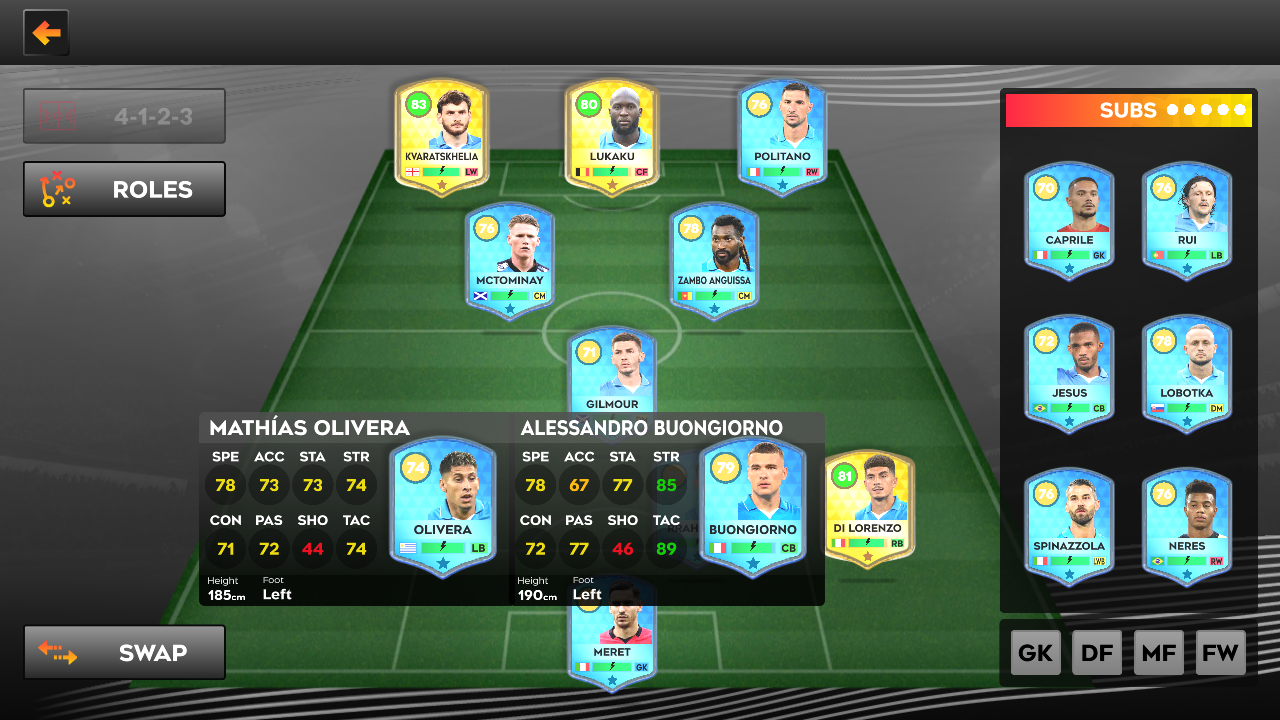 4-1-2-3
ROLES
83
KVARATSKHELIA
LW
80
LUKAKU
CF
76
POLITANO
RW
76
MCTOMINAY
CM
78
ZAMBO ANGUISSA
CM
71
GILMOUR
MATHÍAS OLIVERA
SPE ACC STA STR
78 73 73 74
CON PAS SHO TAC
71 72 44 74
Height Foot
185cm Left
74
OLIVERA
LB
ALESSANDRO BUONGIORNO
SPE ACC STA STR
78 67 77 85
CON PAS SHO TAC
72 77 46 89
Height Foot
190cm Left
79
BUONGIORNO
CB
81
DI LORENZO
RB
MERET
GK
SWAP
SUBS
70
CAPRILE
GK
76
RUI
LB
72
JESUS
CB
78
LOBOTKA
DM
76
SPINAZZOLA
LWB
76
NERES
RW
GK DF MF FW